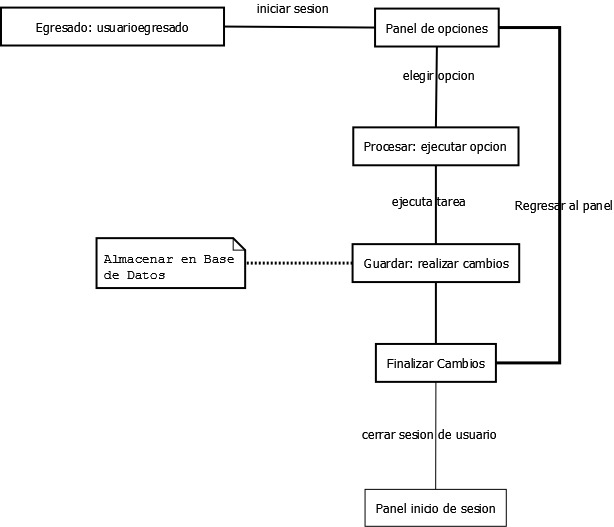 iniciar sesion
Egresado: usuarioegresado
Panel de opciones
elegir opcion
Procesar: ejecutar opcion
ejecuta tarea
Regresar al panel
Almacenar en Base
de Datos
Guardar: realizar cambios
Finalizar Cambios
cerrar sesion de usuario
Panel inicio de sesion